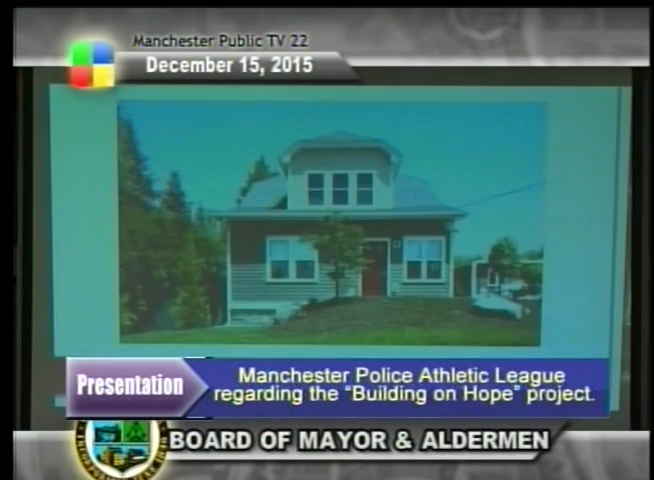 Manchester Public TV 22
December 15, 2015
Presentation
Manchester Police Athletic League
regarding the "Building on Hope" project.
BOARD OF MAYOR & ALDERMEN